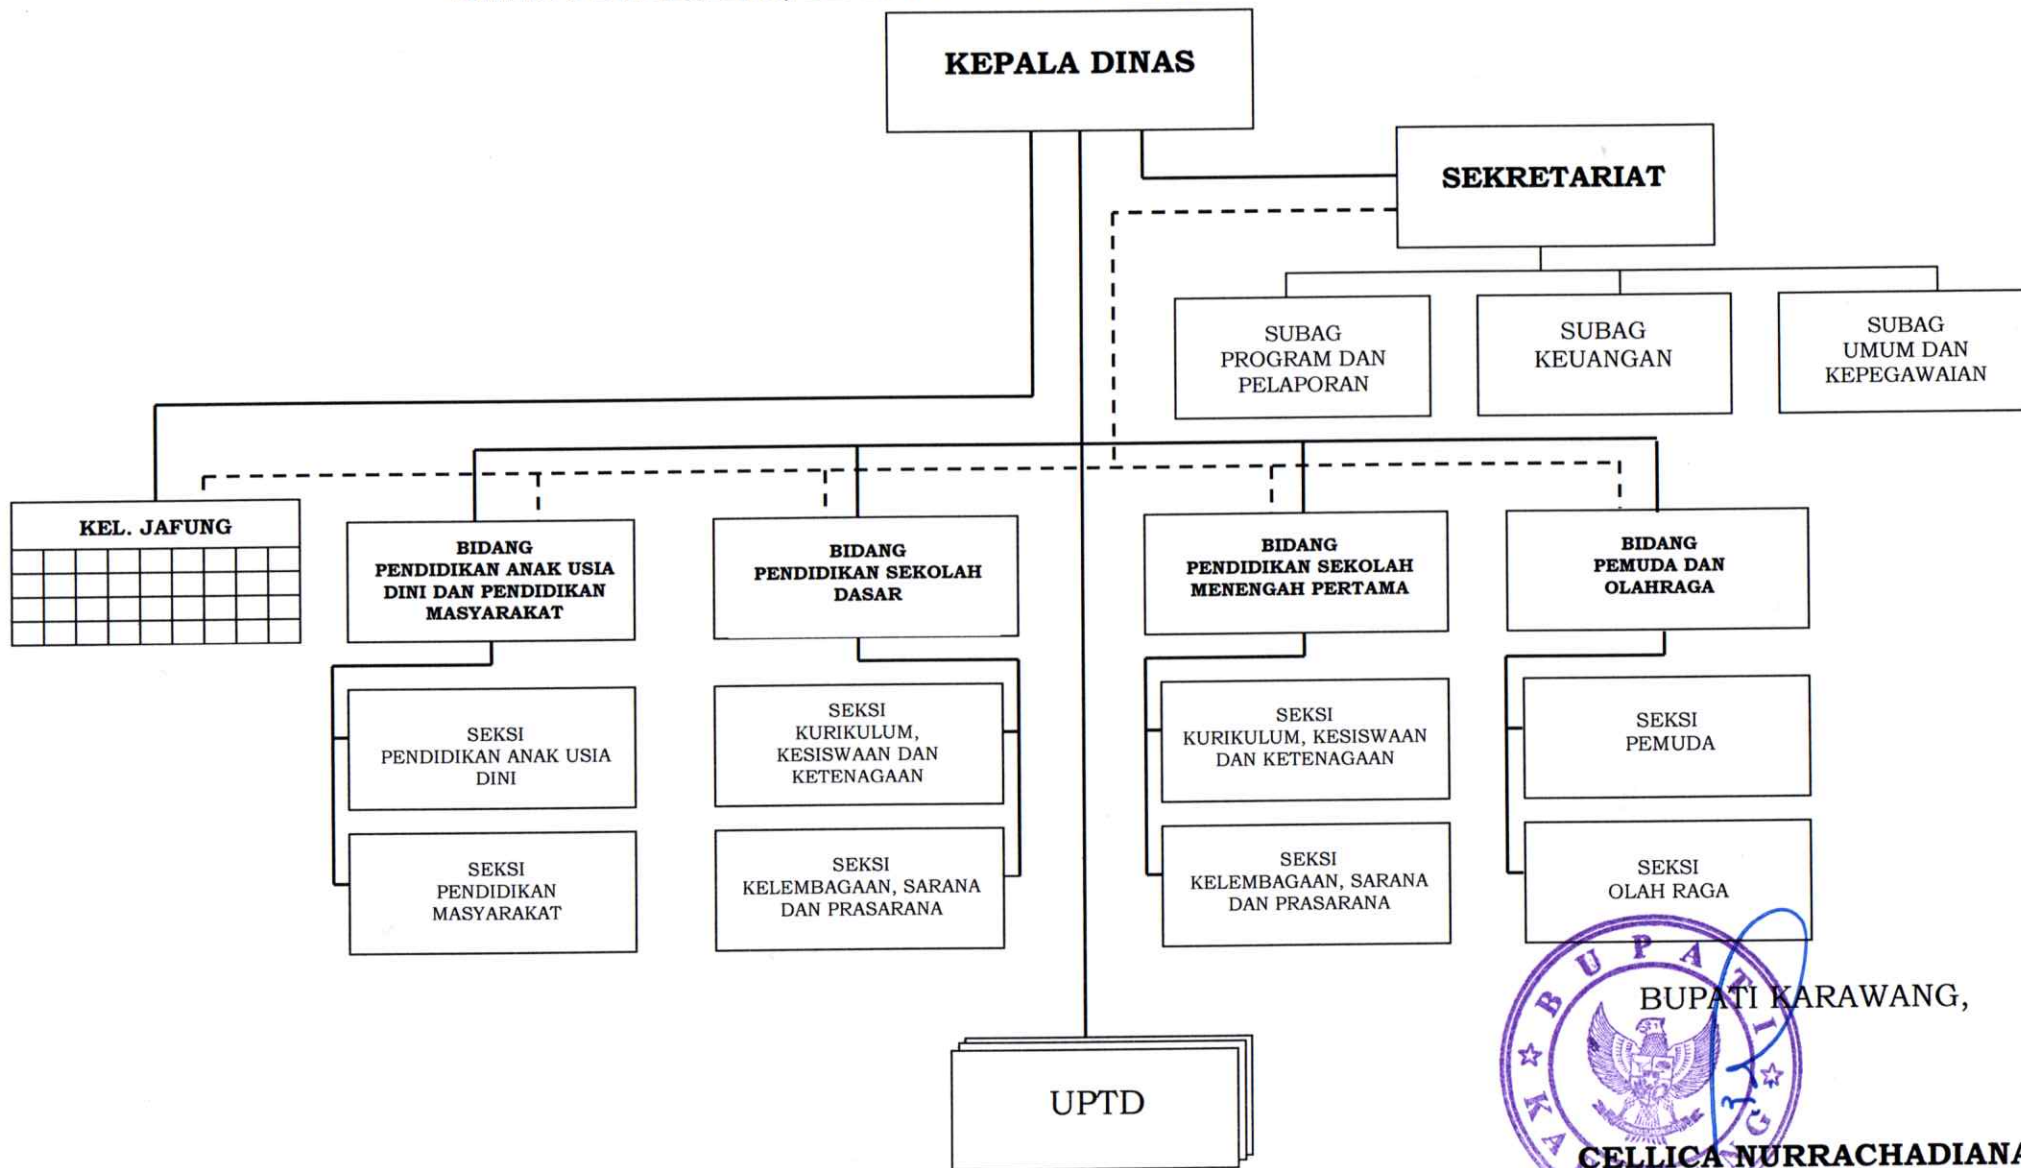 KEPALA DINAS
SEKRETARIAT
SUBAG
PROGRAM DAN
PELAPORAN
SUBAG
KEUANGAN
SUBAG
UMUM DAN
KEPEGAWAIAN
KEL. JAFUNG
BIDANG
PENDIDIKAN ANAK USIA
DINI DAN PENDIDIKAN
MASYARAKAT
BIDANG
PENDIDIKAN SEKOLAH
DASAR
BIDANG
PENDIDIKAN SEKOLAH
MENENGAH PERTAMA
BIDANG
PEMUDA DAN
OLAHRAGA
SEKSI
PENDIDIKAN ANAK USIA
DINI
SEKSI
KURIKULUM,
KESISWAAN DAN
KETENAGAAN
SEKSI
KURIKULUM, KESISWAAN
DAN KETENAGAAN
SEKSI
PEMUDA
SEKSI
PENDIDIKAN
MASYARAKAT
SEKSI
KELEMBAGAAN, SARANA
DAN PRASARANA
SEKSI
KELEMBAGAAN, SARANA
DAN PRASARANA
SEKSI
OLAH RAGA
UPTD
BUPATI
BUPATI KARAWANG,
CELLICA NURRACHADIANA